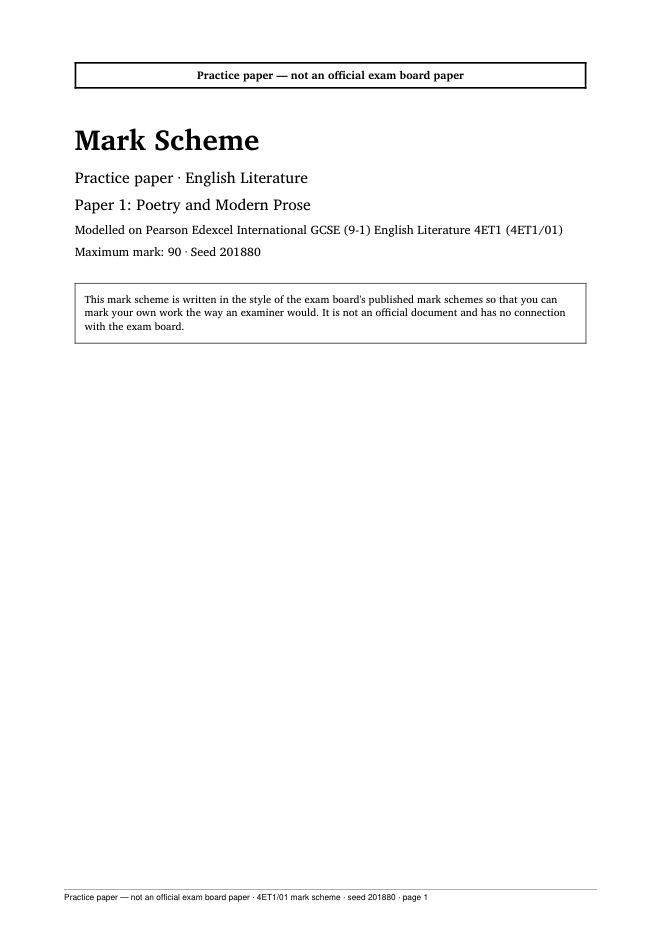 Practice paper — not an official exam board paper
Mark Scheme
Practice paper · English Literature
Paper 1: Poetry and Modern Prose
Modelled on Pearson Edexcel International GCSE (9-1) English Literature 4ET1 (4ET1/01)
Maximum mark: 90 · Seed 201880
This mark scheme is written in the style of the exam board's published mark schemes so that you can
mark your own work the way an examiner would. It is not an official document and has no connection
with the exam board.
Practice paper — not an official exam board paper · 4ET1/01 mark scheme · seed 201880 · page 1